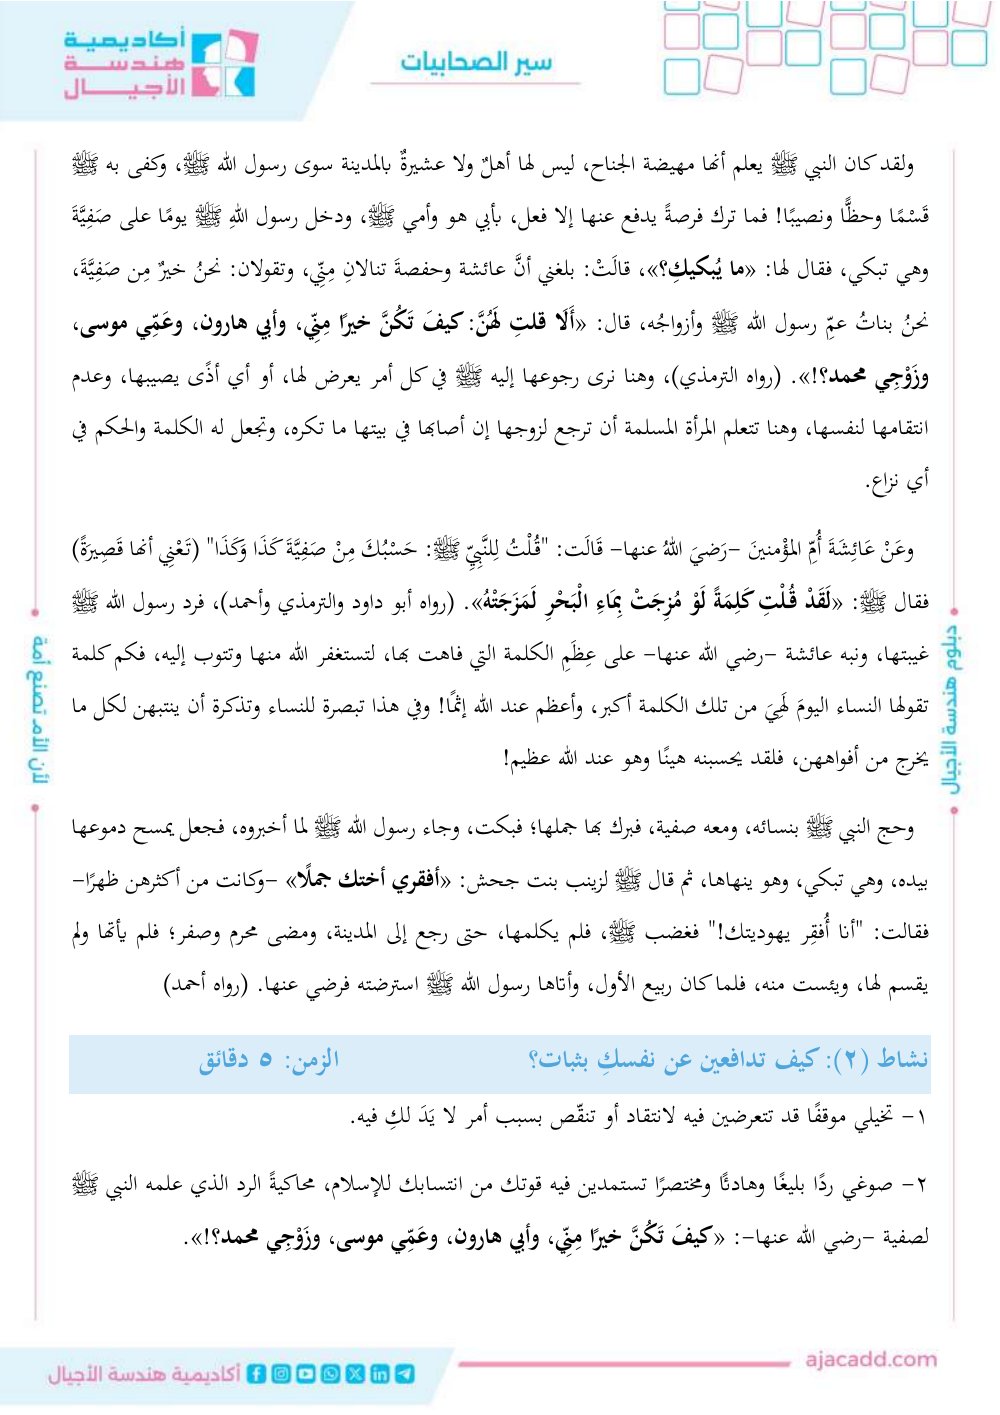 أكاديمية
هندسة
الأجيال
سير الصحابيات
ولقد كان النبي ﷺ يعلم أنها مهيضة الجناح، ليس لها أهلٌ ولا عشيرةٌ بالمدينة سوى رسول الله ﷺ، وكفى به ﷺ
قَسْمًا وحظًّا ونصيبًا! فما ترك فرصةً يدفع عنها إلا فعل، بأبي هو وأمي ﷺ، ودخل رسول اللهِ ﷺ يومًا على صَفِيَّةَ
وهي تبكي، فقال لها: «ما يُبكيكِ؟»، قالَتْ: بلغني أنَّ عائشة وحفصةَ تنالانِ مِنِّي، وتقولان: نحنُ خيرٌ مِن صَفِيَّةَ،
نحنُ بناتُ عمِّ رسول الله ﷺ وأزواجُه، قال: «أَلَا قلتِ لَهُنَّ: كيفَ تَكُنَّ خيرًا مِنِّي، وأبي هارون، وعَمِّي موسى،
وزَوْجِي محمد؟!». (رواه الترمذي)، وهنا نرى رجوعها إليه ﷺ في كل أمر يعرض لها، أو أي أذًى يصيبها، وعدم
انتقامها لنفسها، وهنا تتعلم المرأة المسلمة أن ترجع لزوجها إن أصابها في بيتها ما تكره، وتجعل له الكلمة والحكم في
أي نزاع.
وعَنْ عَائِشَةَ أُمِّ المؤْمنينَ -رَضيَ اللهُ عنها- قَالَت: "قُلْتُ لِلنَّبِيِّ ﷺ: حَسْبُكَ مِنْ صَفِيَّةَ كَذَا وَكَذَا" (تَعْنِي أنها قَصِيرَةً)
فقال ﷺ: «لَقَدْ قُلْتِ كَلِمَةً لَوْ مُزِجَتْ بِمَاءِ الْبَحْرِ لَمَزَجَتْهُ». (رواه أبو داود والترمذي وأحمد)، فرد رسول الله ﷺ
غيبتها، ونبه عائشة -رضي الله عنها- على عِظَمِ الكلمة التي فاهت بها، لتستغفر الله منها وتتوب إليه، فكم كلمة
تقولها النساء اليومَ لَهِيَ من تلك الكلمة أكبر، وأعظم عند الله إثمًا! وفي هذا تبصرة للنساء وتذكرة أن ينتبهن لكل ما
يخرج من أفواههن، فلقد يحسبنه هينًا وهو عند الله عظيم!
وحج النبي ﷺ بنسائه، ومعه صفية، فبرك بها جملها؛ فبكت، وجاء رسول الله ﷺ لما أخبروه، فجعل يمسح دموعها
بيده، وهي تبكي، وهو ينهاها، ثم قال ﷺ لزينب بنت جحش: «أفقري أختك جملًا» -وكانت من أكثرهن ظهرًا-
فقالت: "أنا أُفقِر يهوديتك!" فغضب ﷺ، فلم يكلمها، حتى رجع إلى المدينة، ومضى محرم وصفر؛ فلم يأتها ولم
يقسم لها، ويئست منه، فلما كان ربيع الأول، وأتاها رسول الله ﷺ استرضته فرضي عنها. (رواه أحمد)
نشاط (٢): كيف تدافعين عن نفسكِ بثبات؟ الزمن: ٥ دقائق
١- تخيلي موقفًا قد تتعرضين فيه لانتقاد أو تنقّص بسبب أمر لا يَدَ لكِ فيه.
٢- صوغي ردًا بليغًا وهادئًا ومختصرًا تستمدين فيه قوتك من انتسابك للإسلام، محاكيةً الرد الذي علمه النبي ﷺ
لصفية -رضي الله عنها-: «كيفَ تَكُنَّ خيرًا مِنِّي، وأبي هارون، وعَمِّي موسى، وزَوْجِي محمد؟!».
دبلوم هندسة الأجيال
لأن الأم تصنع أمة
أكاديمية هندسة الأجيال
ajacadd.com